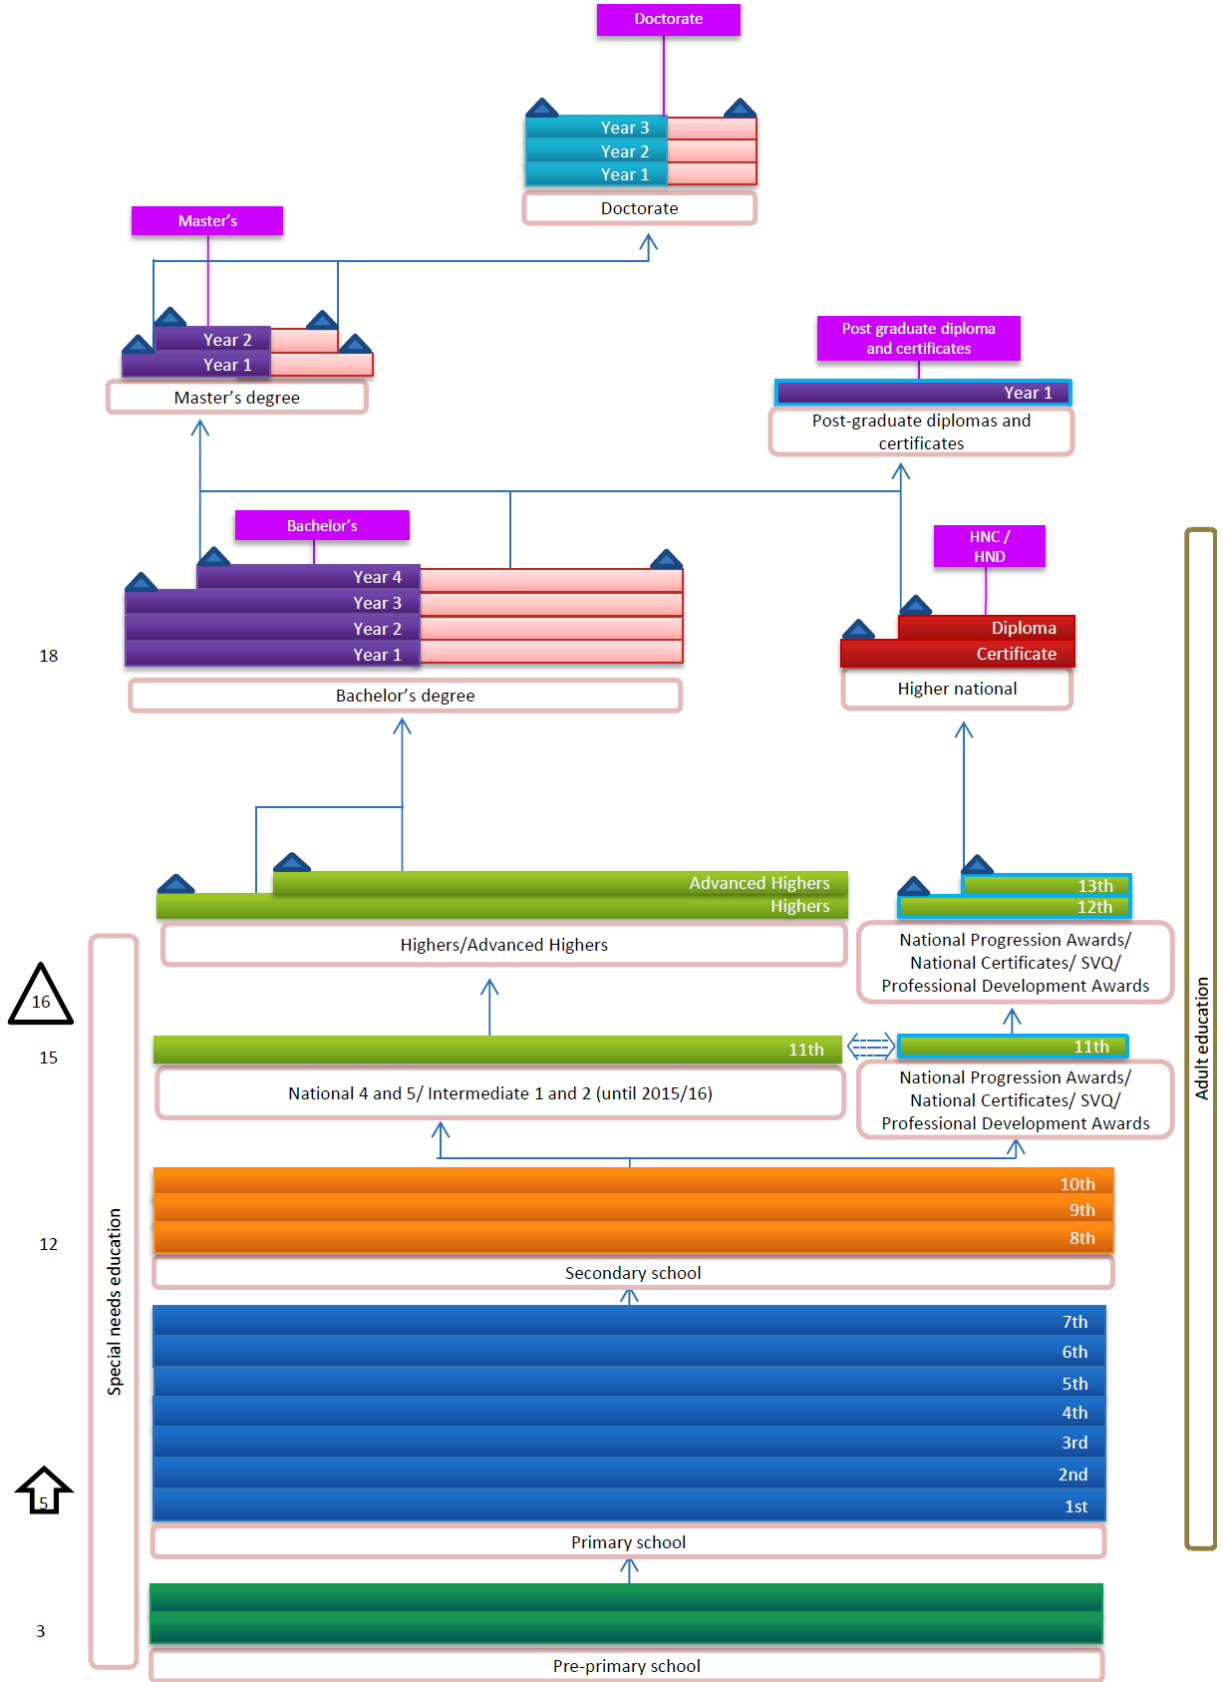 Doctorate
Year 3
Year 2
Year 1
Doctorate
Master's
Year 2
Year 1
Master's degree
Post graduate diploma
and certificates
Year 1
Post-graduate diplomas and
certificates
Bachelor's
Year 4
Year 3
Year 2
Year 1
18
Bachelor's degree
HNC /
HND
Diploma
Certificate
Higher national
Advanced Highers
Highers
Highers/Advanced Highers
13th
12th
National Progression Awards/
National Certificates/ SVQ/
Professional Development Awards
16
15
11th
National 4 and 5/ Intermediate 1 and 2 (until 2015/16)
11th
National Progression Awards/
National Certificates/ SVQ/
Professional Development Awards
Adult education
Special needs education
10th
9th
8th
12
Secondary school
7th
6th
5th
4th
3rd
2nd
1st
5
Primary school
3
Pre-primary school